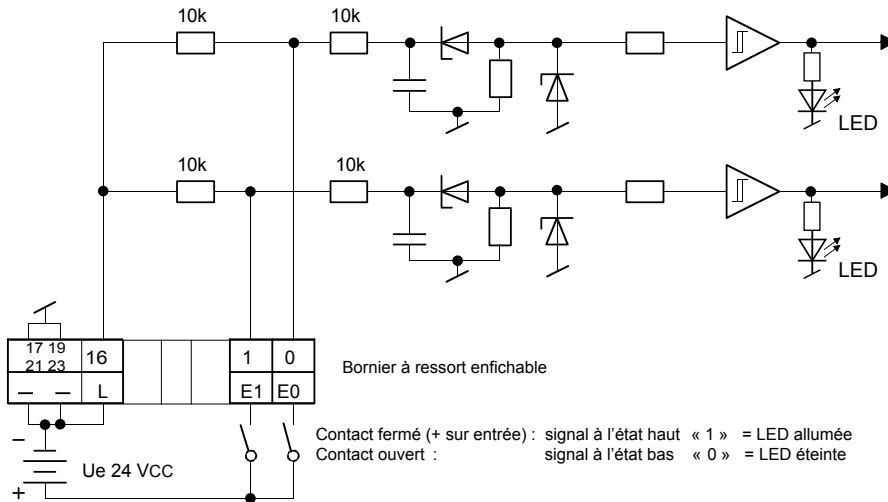 10k 10k
LED
10k 10k
LED
17 19 16 1 0
21 23
– – L E1 E0
Bornier à ressort enfichable
Contact fermé (+ sur entrée) : signal à l'état haut « 1 » = LED allumée
Contact ouvert : signal à l'état bas « 0 » = LED éteinte
–
Ue 24 VCC
+